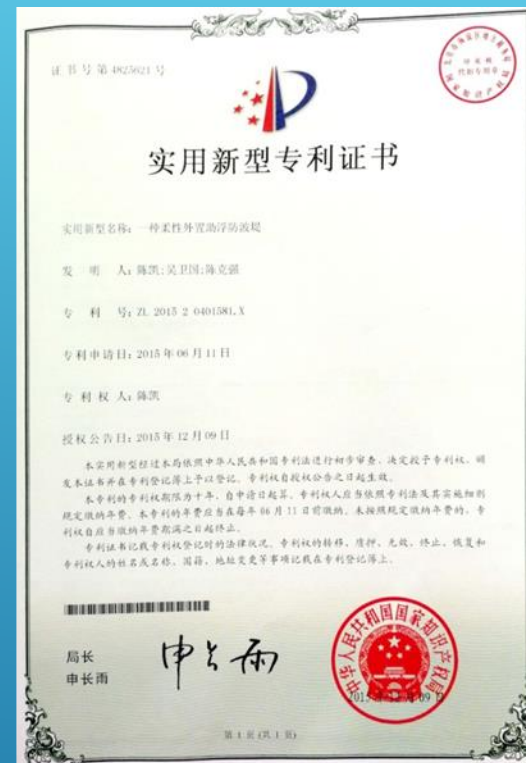 证书号第4825621号
实用新型专利证书
实用新型名称：一种柔性外置助浮防波堤
发 明 人：陈凯;吴卫国;陈克强
专 利 号：ZL 2015 2 0401581.X
专利申请日：2015年06月11日
专 利 权 人：陈凯
授权公告日：2015年12月09日
本实用新型经过本局依照中华人民共和国专利法进行初步审查，决定授予专利权，颁
发本证书并在专利登记簿上予以登记。专利权自授权公告之日起生效。
本专利的专利权期限为十年，自申请日起算。专利权人应当依照专利法及其实施细则
规定缴纳年费。本专利的年费应当在每年06月11日前缴纳。未按照规定缴纳年费的，专
利权自应当缴纳年费期满之日起终止。
专利证书记载专利权登记时的法律状况。专利权的转移、质押、无效、终止、恢复和
专利权人的姓名或名称、国籍、地址变更等事项记载在专利登记簿上。
局长
申长雨
申长雨
中华人民共和国国家知识产权局
2015年12月09日
第1页(共1页)